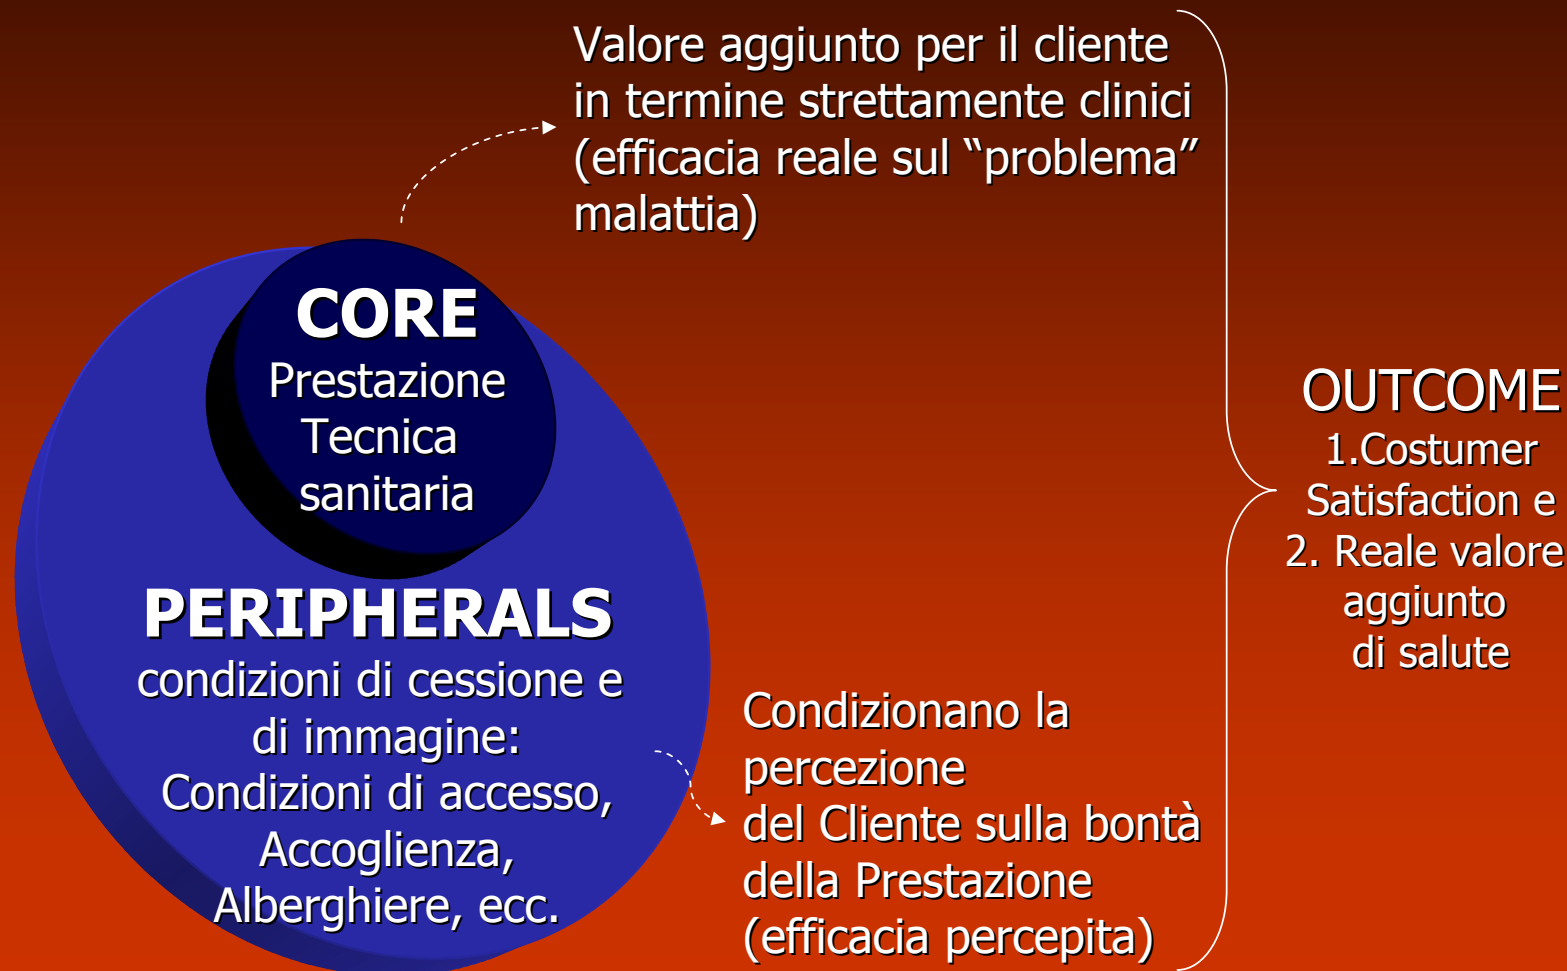 Valore aggiunto per il cliente
in termine strettamente clinici
(efficacia reale sul “problema”
malattia)
CORE
Prestazione
Tecnica
sanitaria
PERIPHERALS
condizioni di cessione e
di immagine:
Condizioni di accesso,
Accoglienza,
Alberghiere, ecc.
Condizionano la
percezione
del Cliente sulla bontà
della Prestazione
(efficacia percepita)
OUTCOME
1.Costumer
Satisfaction e
2. Reale valore
aggiunto
di salute